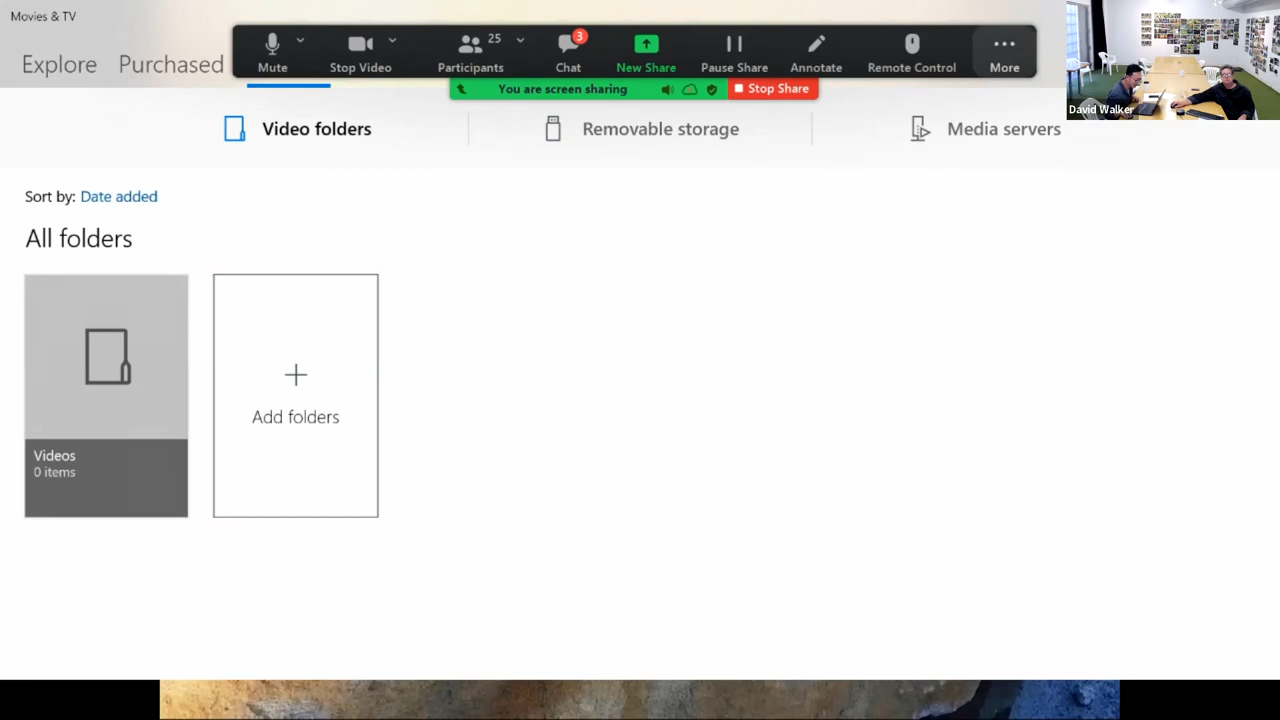 Movies & TV
Explore Purchased
Mute
Stop Video
25
Participants
3
Chat
New Share
Pause Share
Annotate
Remote Control
More
You are screen sharing
Stop Share
David Walker
Video folders
Removable storage
Media servers
Sort by: Date added
All folders
Videos
0 items
Add folders